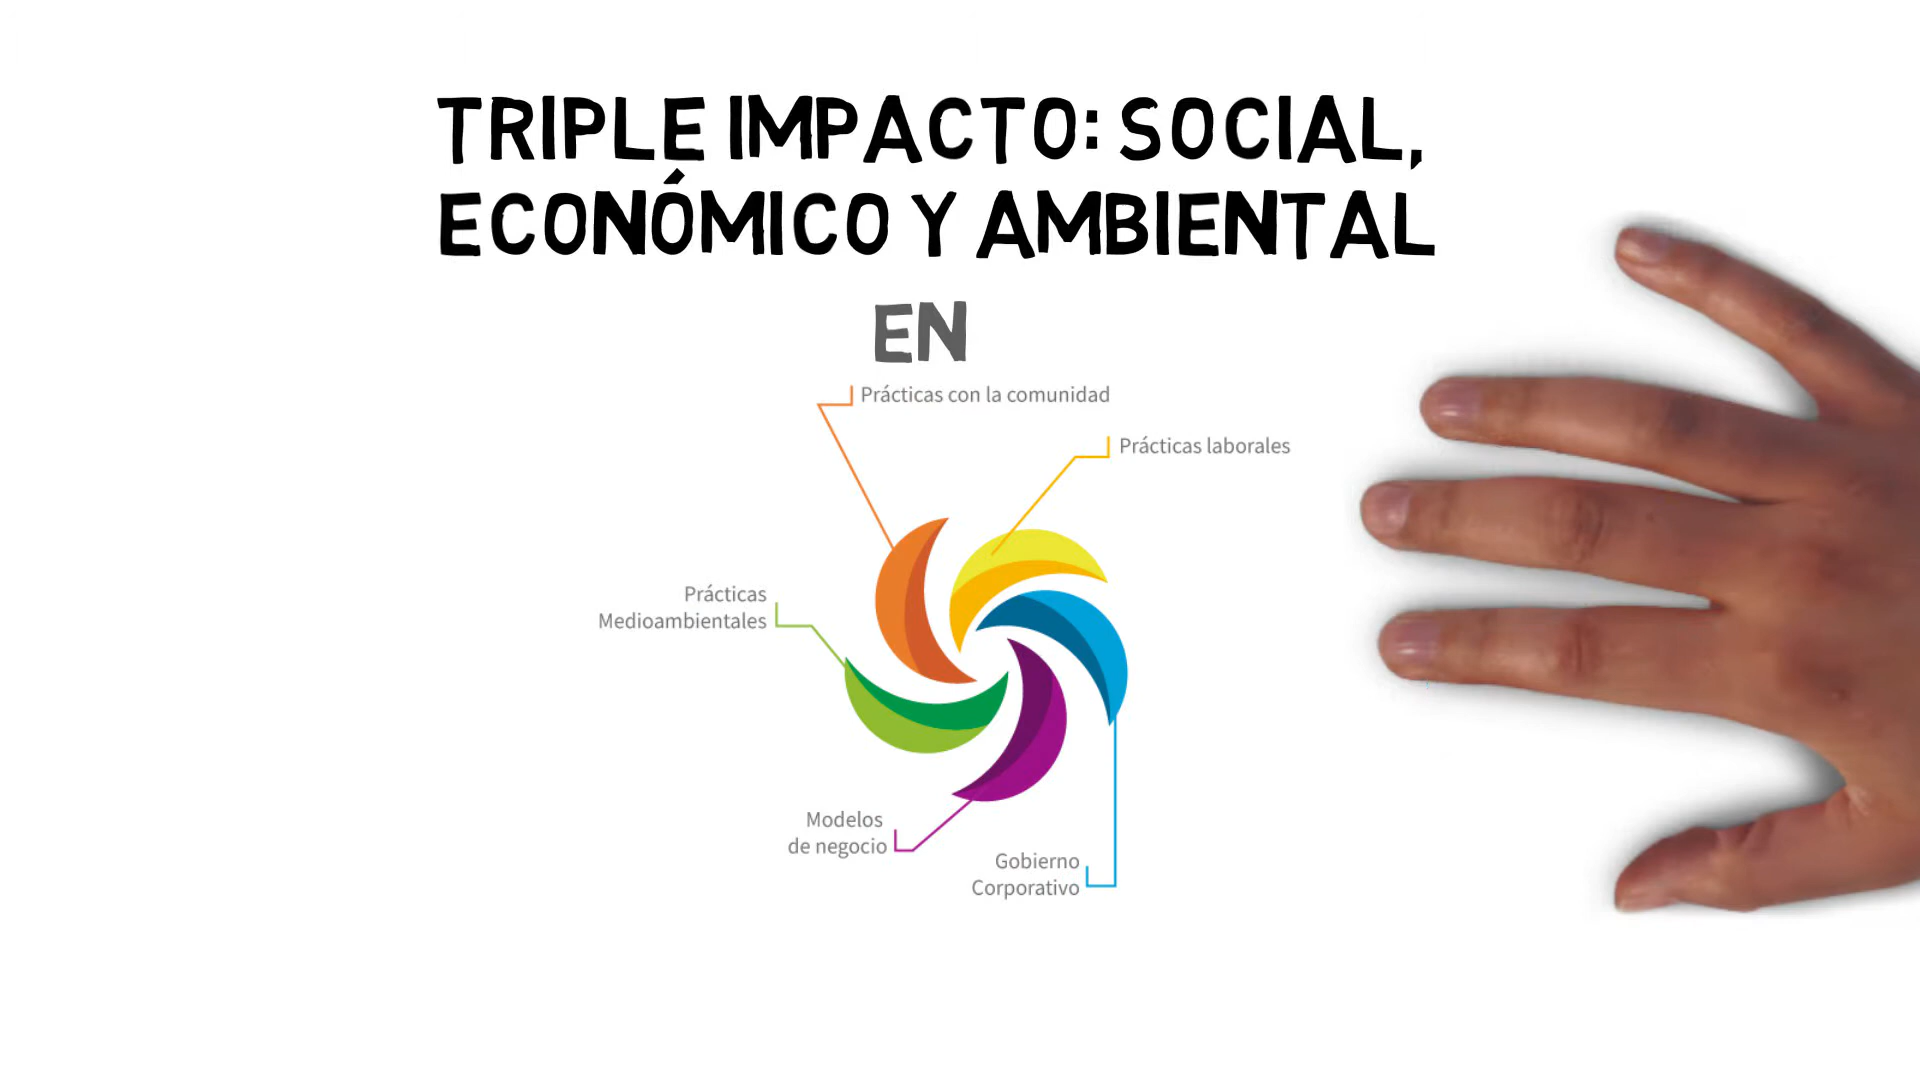 TRIPLE IMPACTO: SOCIAL,
ECONÓMICO Y AMBIENTAL
EN
Prácticas con la comunidad
Prácticas laborales
Prácticas
Medioambientales
Modelos
de negocio
Gobierno
Corporativo